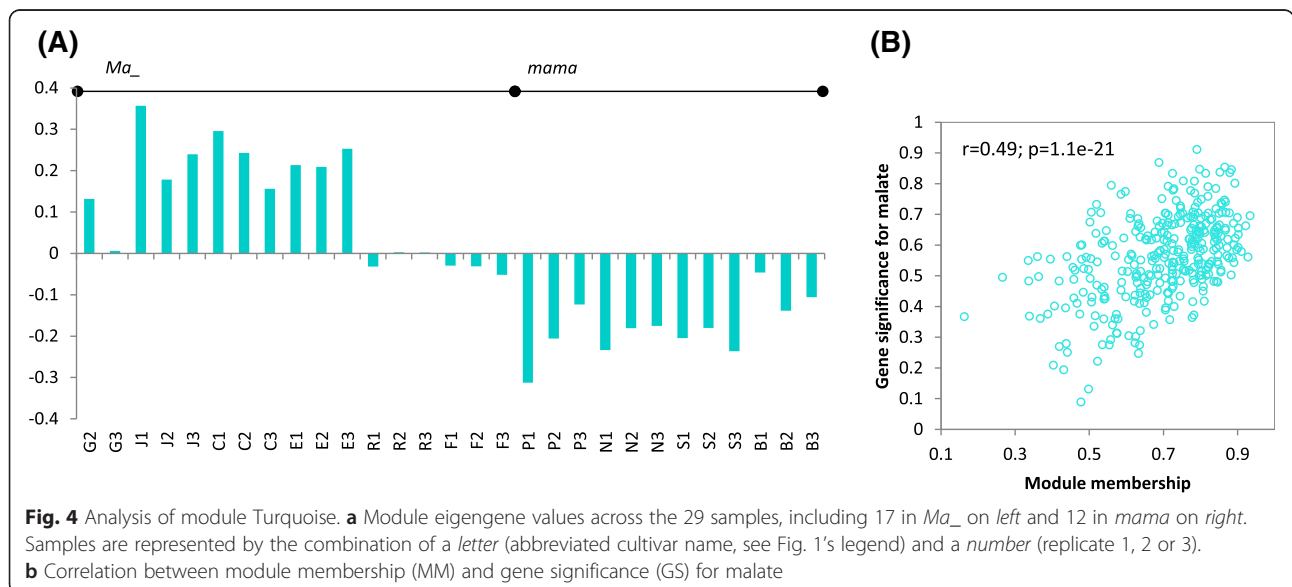 (A)
Ma_ mama
0.4
0.3
0.2
0.1
0
-0.1
-0.2
-0.3
-0.4
G2 G3 J1 J2 J3 C1 C2 C3 E1 E2 E3 R1 R2 R3 F1 F2 F3 P1 P2 P3 N1 N2 N3 S1 S2 S3 B1 B2 B3
(B)
r=0.49; p=1.1e-21
Gene significance for malate
1
0.9
0.8
0.7
0.6
0.5
0.4
0.3
0.2
0.1
0
0.1 0.3 0.5 0.7 0.9
Module membership
Fig. 4 Analysis of module Turquoise. a Module eigengene values across the 29 samples, including 17 in Ma_ on left and 12 in mama on right.
Samples are represented by the combination of a letter (abbreviated cultivar name, see Fig. 1's legend) and a number (replicate 1, 2 or 3).
b Correlation between module membership (MM) and gene significance (GS) for malate